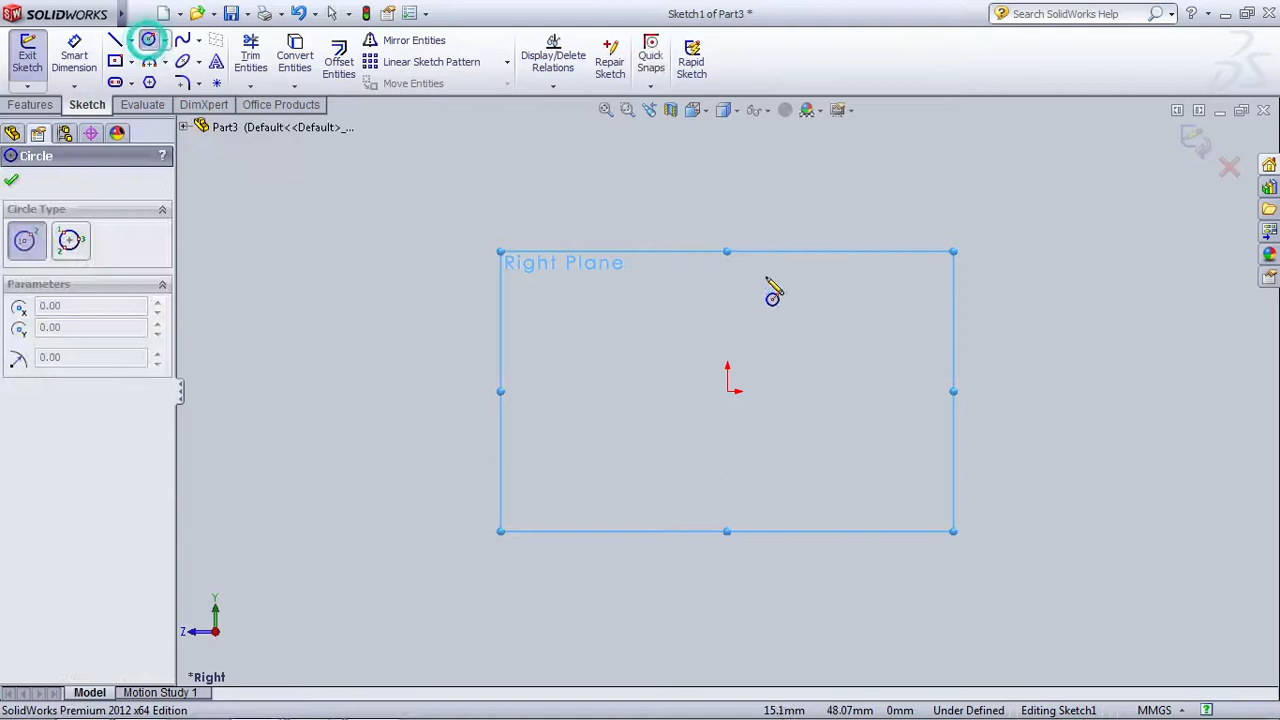 SOLIDWORKS
Sketch1 of Part3 *
Search SolidWorks Help
Exit Sketch
Smart Dimension
Trim Entities
Convert Entities
Offset Entities
Mirror Entities
Linear Sketch Pattern
Move Entities
Display/Delete Relations
Repair Sketch
Quick Snaps
Rapid Sketch
Features
Sketch
Evaluate
DimXpert
Office Products
Part3 (Default<<Default>_...
Circle
?
Circle Type
Parameters
0.00
0.00
0.00
Right Plane
Y
Z
*Right
Model
Motion Study 1
SolidWorks Premium 2012 x64 Edition
15.1mm
48.07mm
0mm
Under Defined
Editing Sketch1
MMGS